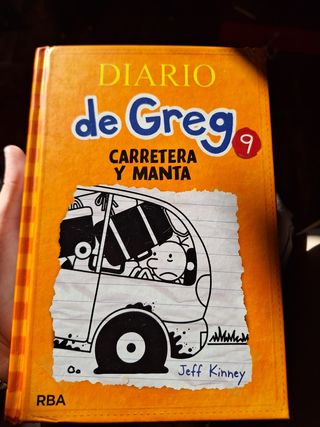 DIARIO
de Greg
9
CARRETERA
Y MANTA
Jeff Kinney
RBA